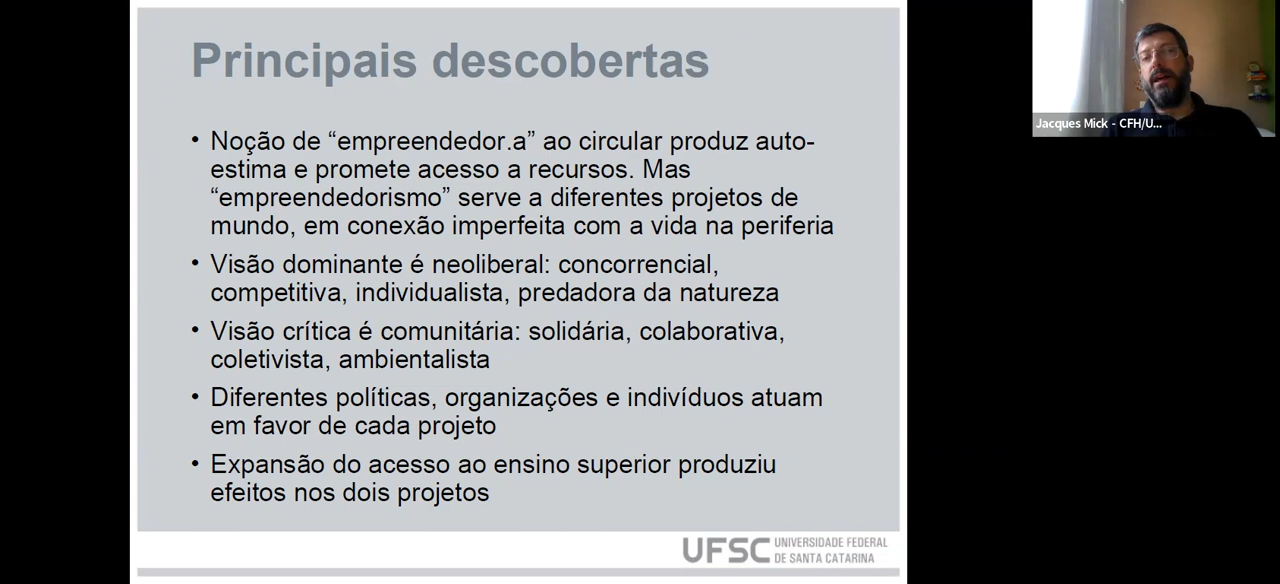 Principais descobertas
• Noção de “empreendedor.a” ao circular produz auto-
estima e promete acesso a recursos. Mas
“empreendedorismo” serve a diferentes projetos de
mundo, em conexão imperfeita com a vida na periferia
• Visão dominante é neoliberal: concorrencial,
competitiva, individualista, predadora da natureza
• Visão crítica é comunitária: solidária, colaborativa,
coletivista, ambientalista
• Diferentes políticas, organizações e indivíduos atuam
em favor de cada projeto
• Expansão do acesso ao ensino superior produziu
efeitos nos dois projetos
UFSC UNIVERSIDADE FEDERAL
DE SANTA CATARINA
Jacques Mick - CFH/U...